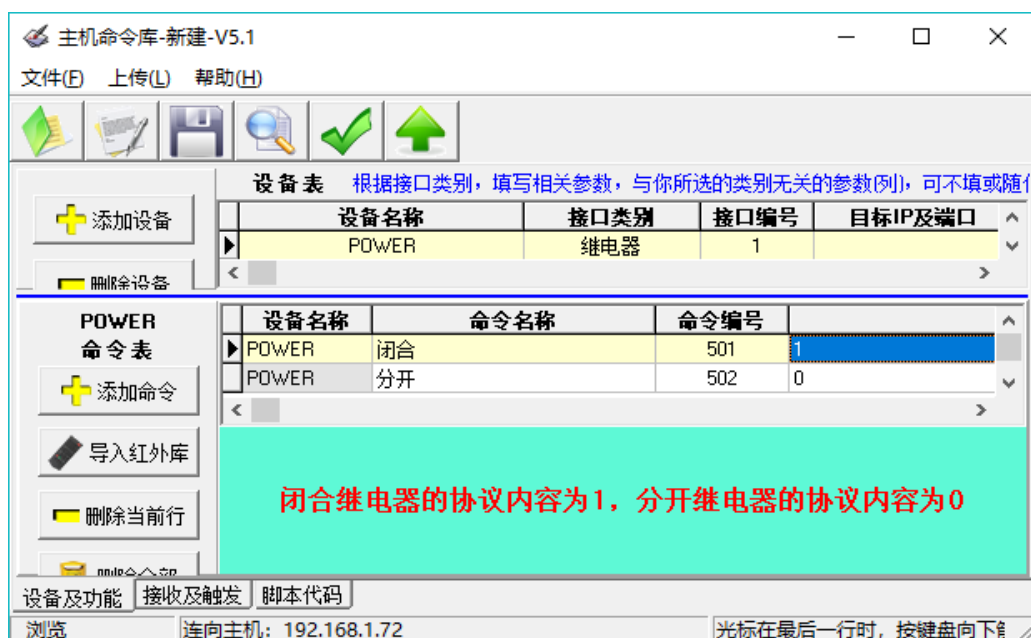 主机命令库-新建-V5.1
文件(F) 上传(L) 帮助(H)
设备表 根据接口类别，填写相关参数，与你所选的类别无关的参数(列)，可不填或随
添加设备
设备名称 接口类别 接口编号 目标IP及端口
POWER 继电器 1
删除设备
POWER
命令表
设备名称 命令名称 命令编号
POWER 闭合 501 1
POWER 分开 502 0
添加命令
导入红外库
闭合继电器的协议内容为1，分开继电器的协议内容为0
删除当前行
删除全部
设备及功能 接收及触发 脚本代码
浏览 连向主机: 192.168.1.72 光标在最后一行时，按键盘向下